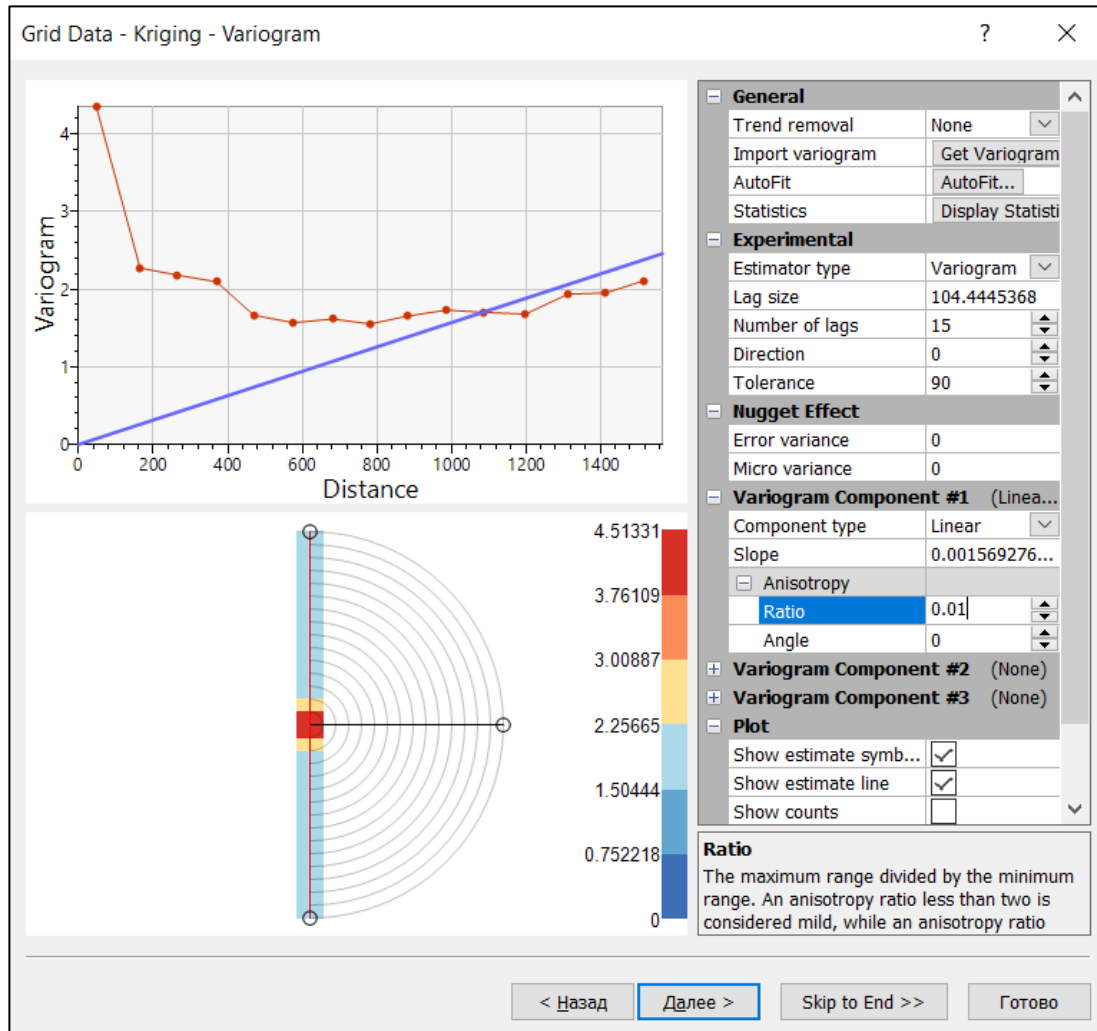 Grid Data - Kriging - Variogram
?
4
3
2
1
0
Variogram
0 200 400 600 800 1000 1200 1400
Distance
4.51331
3.76109
3.00887
2.25665
1.50444
0.752218
0
General
Trend removal None
Import variogram Get Variogram
AutoFit AutoFit...
Statistics Display Statisti
Experimental
Estimator type Variogram
Lag size 104.4445368
Number of lags 15
Direction 0
Tolerance 90
Nugget Effect
Error variance 0
Micro variance 0
Variogram Component #1 (Linea...
Component type Linear
Slope 0.001569276...
Anisotropy
Ratio 0.01
Angle 0
Variogram Component #2 (None)
Variogram Component #3 (None)
Plot
Show estimate symb...
Show estimate line
Show counts
Ratio
The maximum range divided by the minimum
range. An anisotropy ratio less than two is
considered mild, while an anisotropy ratio
< Назад Далее > Skip to End >> Готово